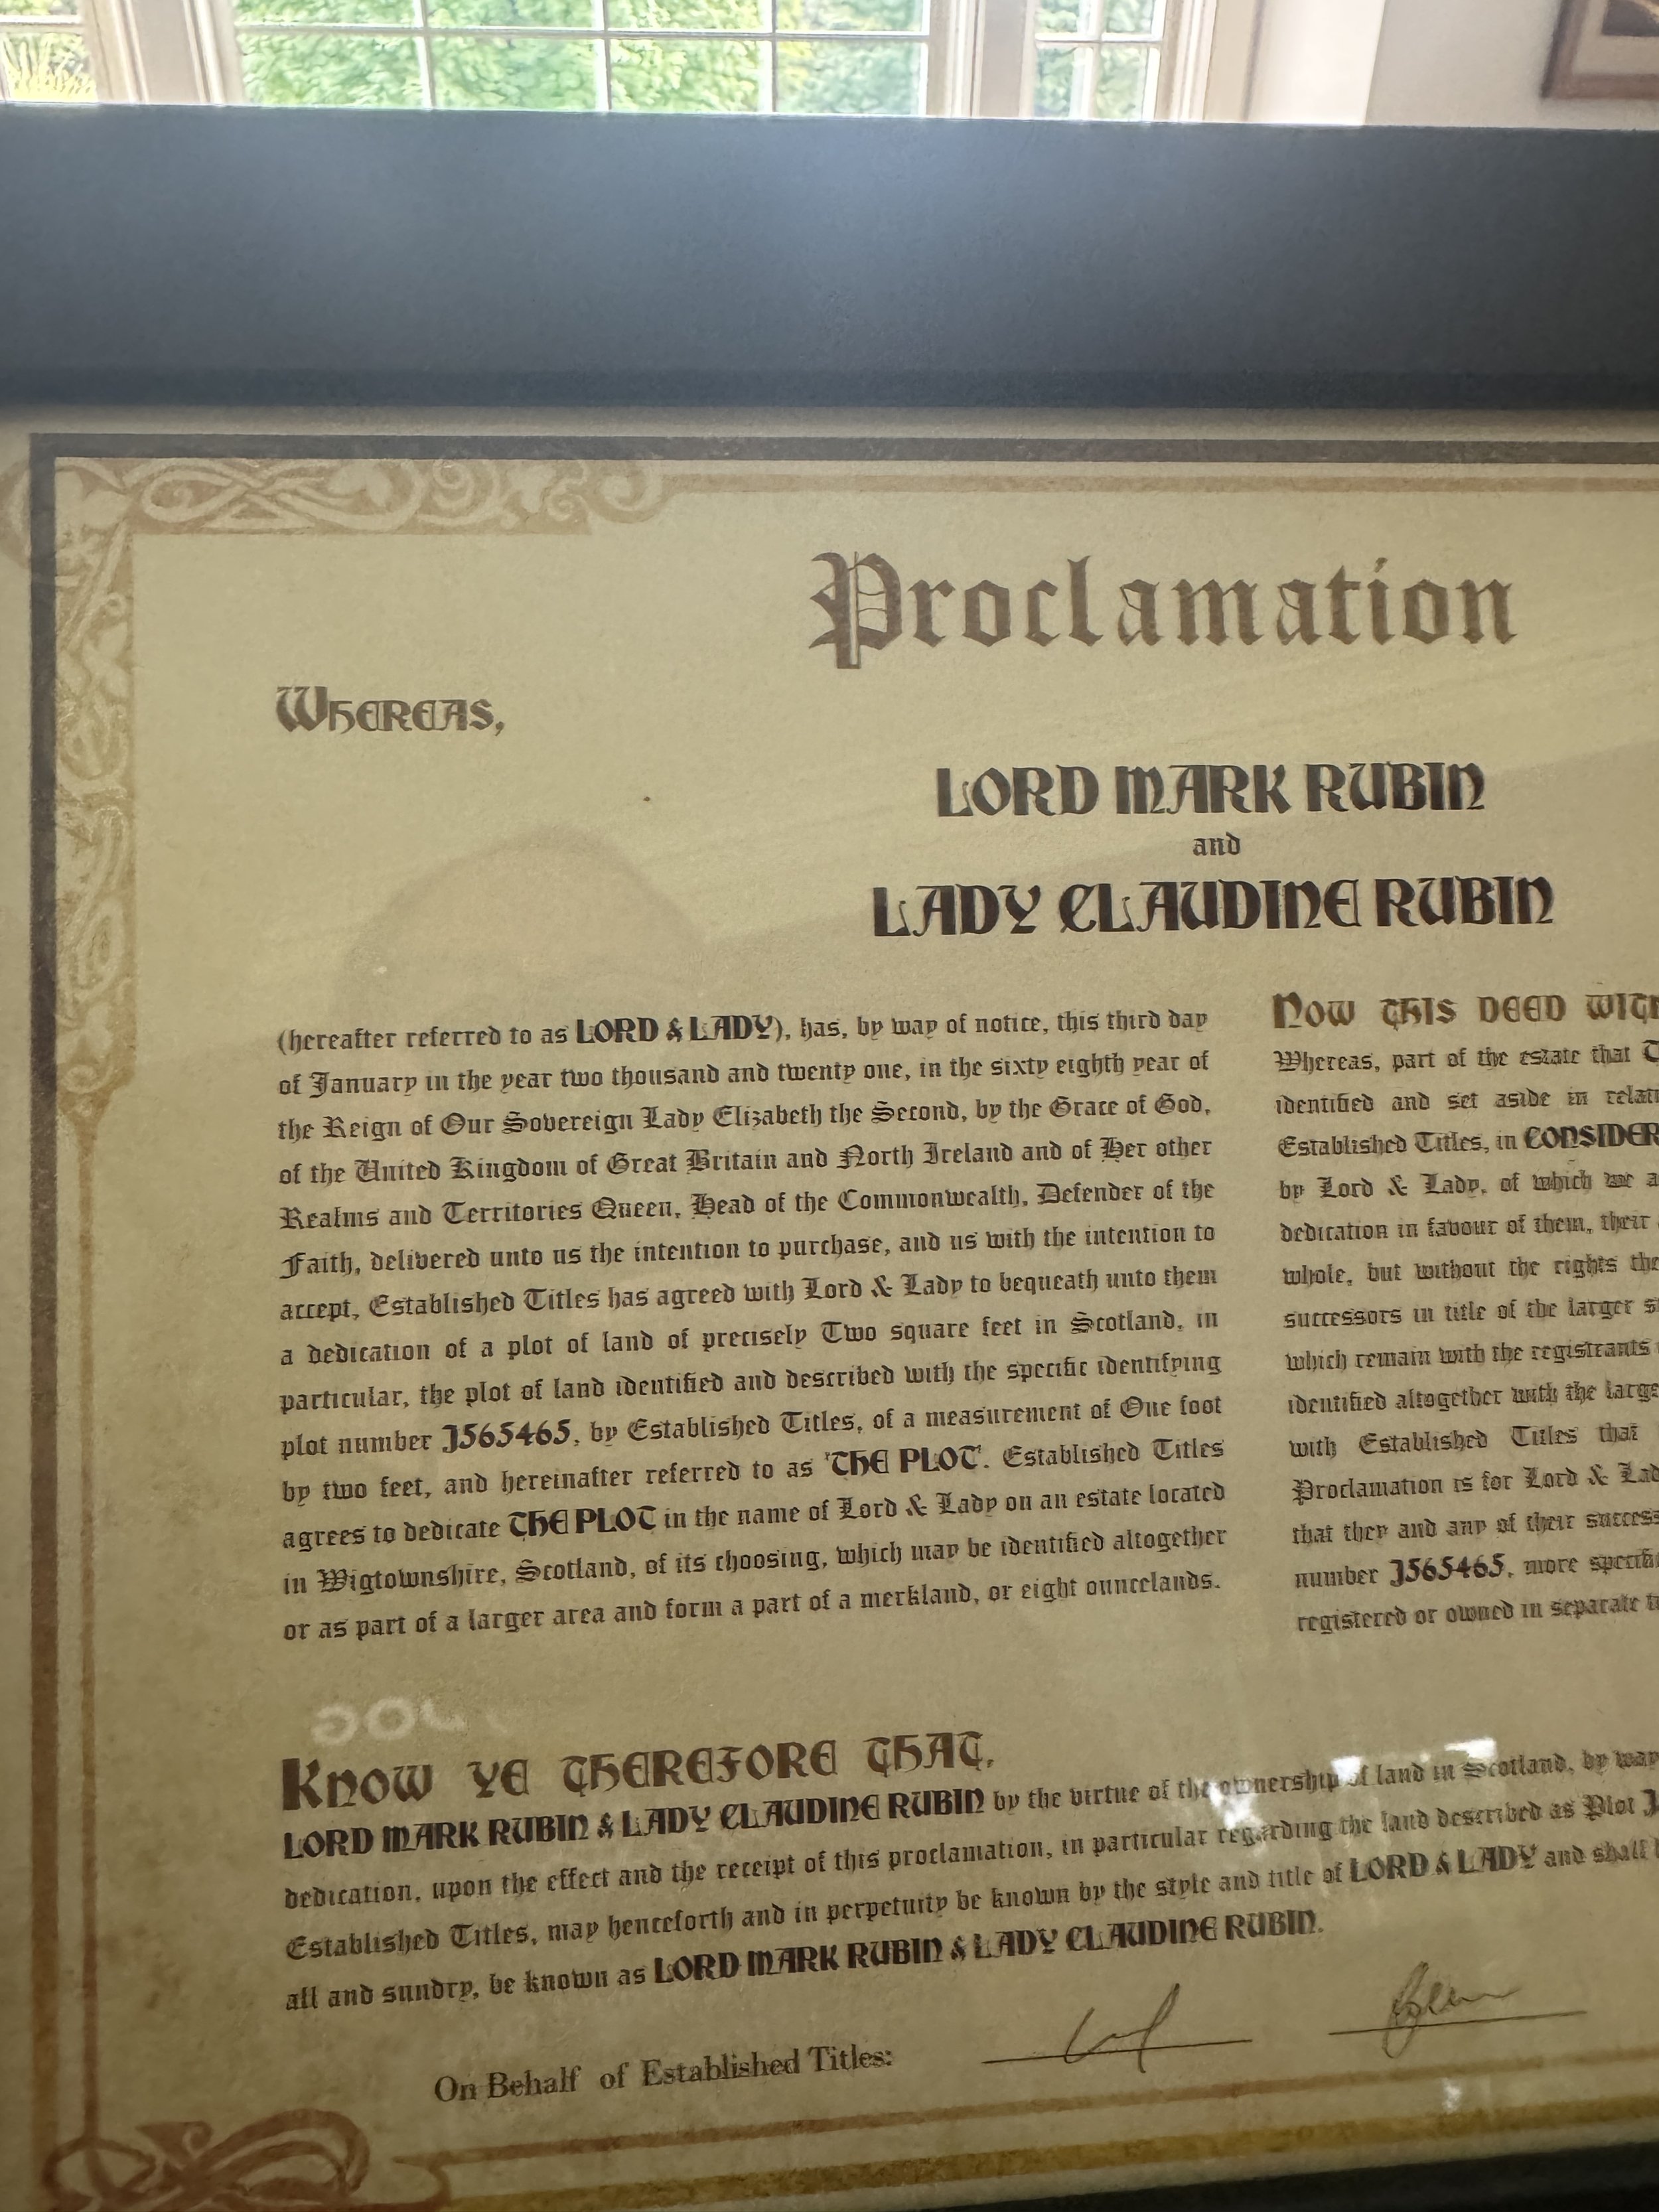 Proclamation
Whereas,
LORD MARK RUBIN
and
LADY CLAUDINE RUBIN
(hereafter referred to as LORD & LADY), has, by way of notice, this third day
of January in the year two thousand and twenty one, in the sixty eighth year of
the Reign of Our Sovereign Lady Elizabeth the Second, by the Grace of God,
of the United Kingdom of Great Britain and North Ireland and of Her other
Realms and Territories Queen, Head of the Commonwealth, Defender of the
Faith, delivered unto us the intention to purchase, and us with the intention to
accept, Established Titles has agreed with Lord & Lady to bequeath unto them
a dedication of a plot of land of precisely Two square feet in Scotland, in
particular, the plot of land identified and described with the specific identifying
plot number J565465, by Established Titles, of a measurement of One foot
by two feet, and hereinafter referred to as 'THE PLOT'. Established Titles
agrees to dedicate THE PLOT in the name of Lord & Lady on an estate located
in Wigtownshire, Scotland, of its choosing, which may be identified altogether
or as part of a larger area and form a part of a merkland, or eight ouncelands.
Now this deed
Whereas, part of the estate that
identified and set aside in
Established Titles, in
by Lord & Lady, of which we
dedication in favour of them, their
whole, but without the rights
successors in title of the larger
which remain with the registrants
identified altogether with the
with Established Titles that
Proclamation is for Lord &
that they and any of their
number J565465, more
registered or owned in separate
Know ye therefore that,
LORD MARK RUBIN & LADY CLAUDINE RUBIN by the virtue of the ownership of land in Scotland, by way
dedication, upon the effect and the receipt of this proclamation, in particular regarding the land described as Plot
Established Titles, may henceforth and in perpetuity be known by the style and title of LORD & LADY and shall
all and sundry, be known as LORD MARK RUBIN & LADY CLAUDINE RUBIN.
On Behalf of Established Titles: